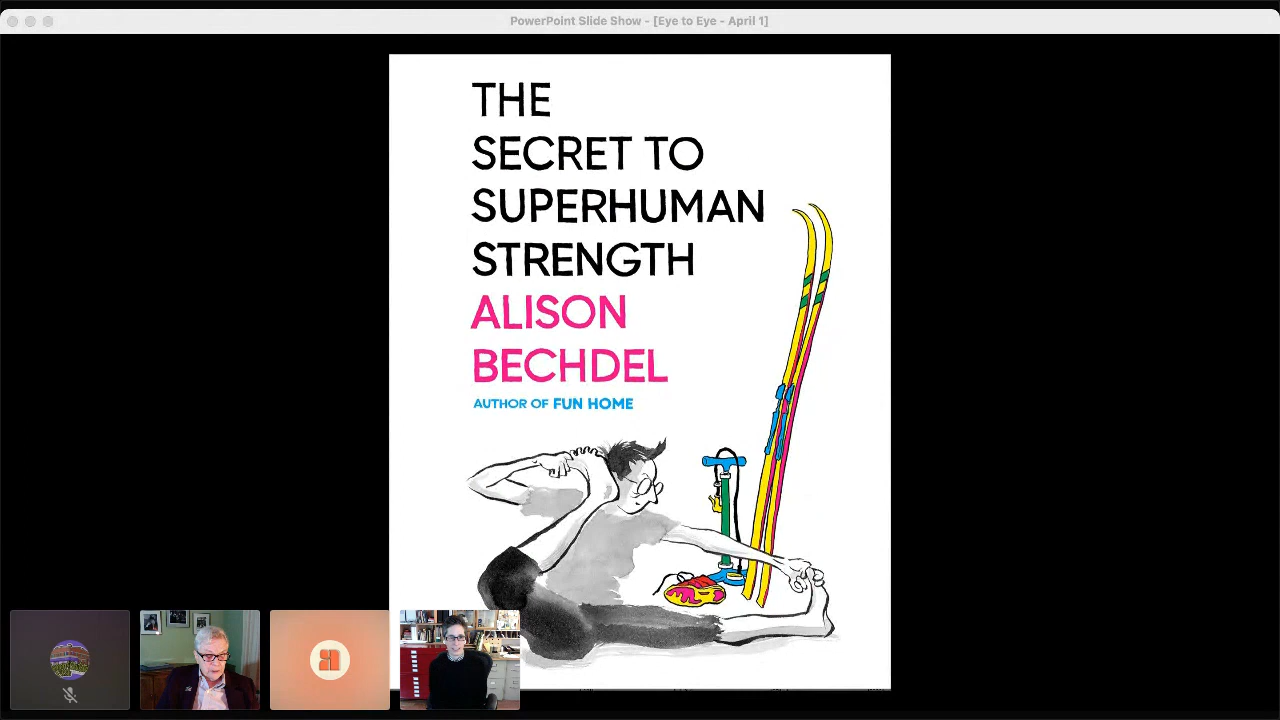 PowerPoint Slide Show - [Eye to Eye - April 1]
THE
SECRET TO
SUPERHUMAN
STRENGTH
ALISON
BECHDEL
AUTHOR OF FUN HOME